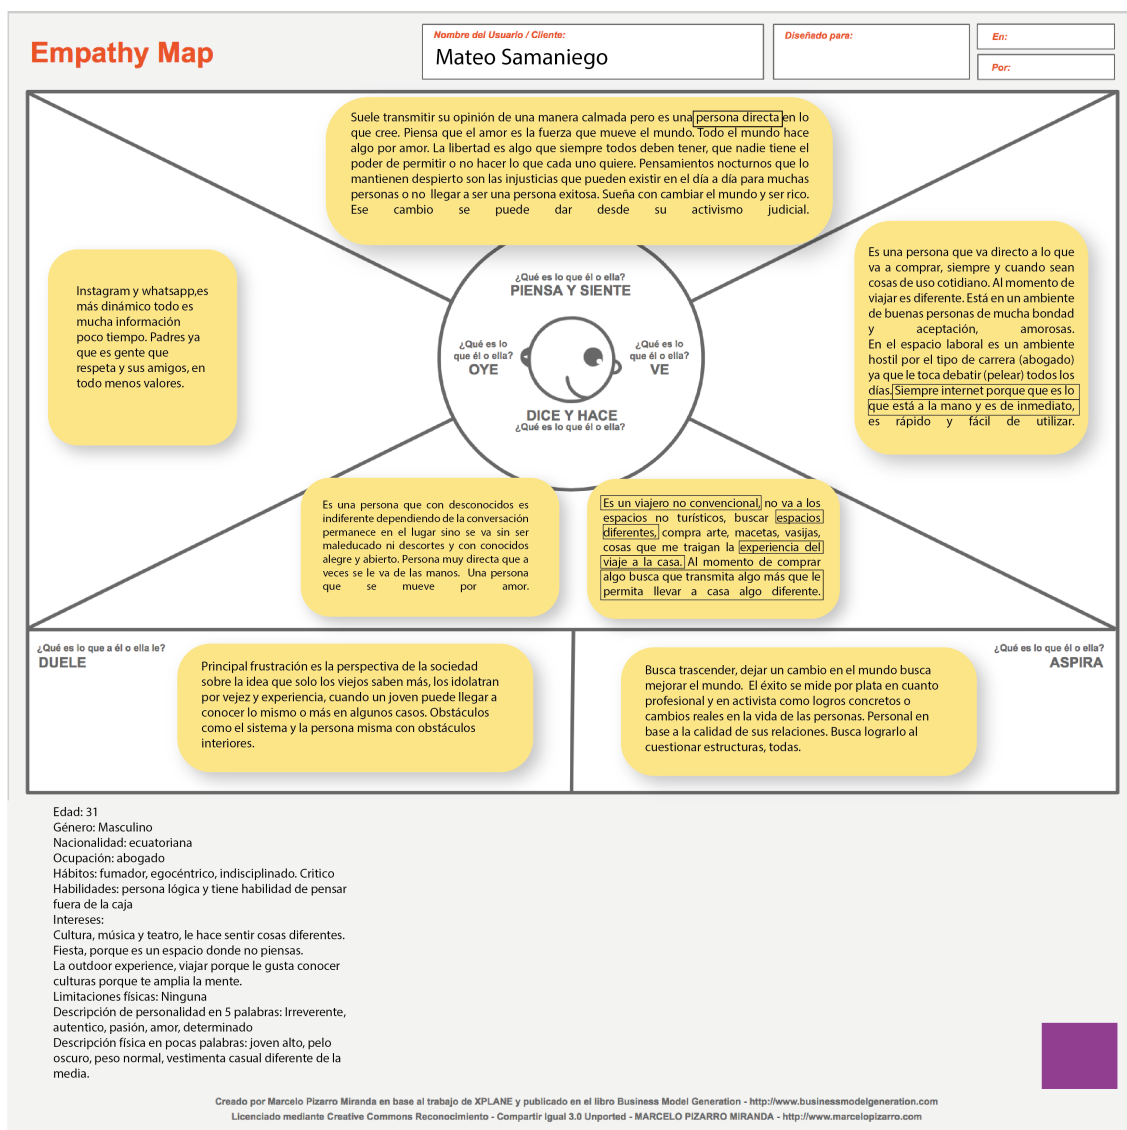 Empathy Map
Nombre del Usuario / Cliente:
Mateo Samaniego
Diseñado para:
En:
Por:
Suele transmitir su opinión de una manera calmada pero es una persona directa en lo
que cree. Piensa que el amor es la fuerza que mueve el mundo. Todo el mundo hace
algo por amor. La libertad es algo que siempre todos deben tener, que nadie tiene el
poder de permitir o no hacer lo que cada uno quiere. Pensamientos nocturnos que lo
mantienen despierto son las injusticias que pueden existir en el día a día para muchas
personas o no llegar a ser una persona exitosa. Sueña con cambiar el mundo y ser rico.
Ese cambio se puede dar desde su activismo judicial.
Instagram y whatsapp,es
más dinámico todo es
mucha información
poco tiempo. Padres ya
que es gente que
respeta y sus amigos, en
todo menos valores.
¿Qué es lo que él o ella?
PIENSA Y SIENTE
¿Qué es lo
que él o ella?
OYE
¿Qué es lo
que él o ella?
VE
DICE Y HACE
¿Qué es lo que él o ella?
Es una persona que va directo a lo que
va a comprar, siempre y cuando sean
cosas de uso cotidiano. Al momento de
viajar es diferente. Está en un ambiente
de buenas personas de mucha bondad
y aceptación, amorosas.
En el espacio laboral es un ambiente
hostil por el tipo de carrera (abogado)
ya que le toca debatir (pelear) todos los
días. Siempre internet porque que es lo
que está a la mano y es de inmediato,
es rápido y fácil de utilizar.
Es una persona que con desconocidos es
indiferente dependiendo de la conversación
permanece en el lugar sino se va sin ser
maleducado ni descortes y con conocidos
alegre y abierto. Persona muy directa que a
veces se le va de las manos. Una persona
que se mueve por amor.
Es un viajero no convencional, no va a los
espacios no turísticos, buscar espacios
diferentes, compra arte, macetas, vasijas,
cosas que me traigan la experiencia del
viaje a la casa. Al momento de comprar
algo busca que transmita algo más que le
permita llevar a casa algo diferente.
¿Qué es lo que a él o ella le?
DUELE
Principal frustración es la perspectiva de la sociedad
sobre la idea que solo los viejos saben más, los idolatran
por vejez y experiencia, cuando un joven puede llegar a
conocer lo mismo o más en algunos casos. Obstáculos
como el sistema y la persona misma con obstáculos
interiores.
¿Qué es lo que él o ella?
ASPIRA
Busca trascender, dejar un cambio en el mundo busca
mejorar el mundo. El éxito se mide por plata en cuanto
profesional y en activista como logros concretos o
cambios reales en la vida de las personas. Personal en
base a la calidad de sus relaciones. Busca lograrlo al
cuestionar estructuras, todas.
Edad: 31
Género: Masculino
Nacionalidad: ecuatoriana
Ocupación: abogado
Hábitos: fumador, egocéntrico, indisciplinado. Critico
Habilidades: persona lógica y tiene habilidad de pensar
fuera de la caja
Intereses:
Cultura, música y teatro, le hace sentir cosas diferentes.
Fiesta, porque es un espacio donde no piensas.
La outdoor experience, viajar porque le gusta conocer
culturas porque te amplia la mente.
Limitaciones físicas: Ninguna
Descripción de personalidad en 5 palabras: Irreverente,
autentico, pasión, amor, determinado
Descripción física en pocas palabras: joven alto, pelo
oscuro, peso normal, vestimenta casual diferente de la
media.
Creado por Marcelo Pizarro Miranda en base al trabajo de XPLANE y publicado en el libro Business Model Generation - http://www.businessmodelgeneration.com
Licenciado mediante Creative Commons Reconocimiento - Compartir Igual 3.0 Unported - MARCELO PIZARRO MIRANDA - http://www.marcelopizarro.com